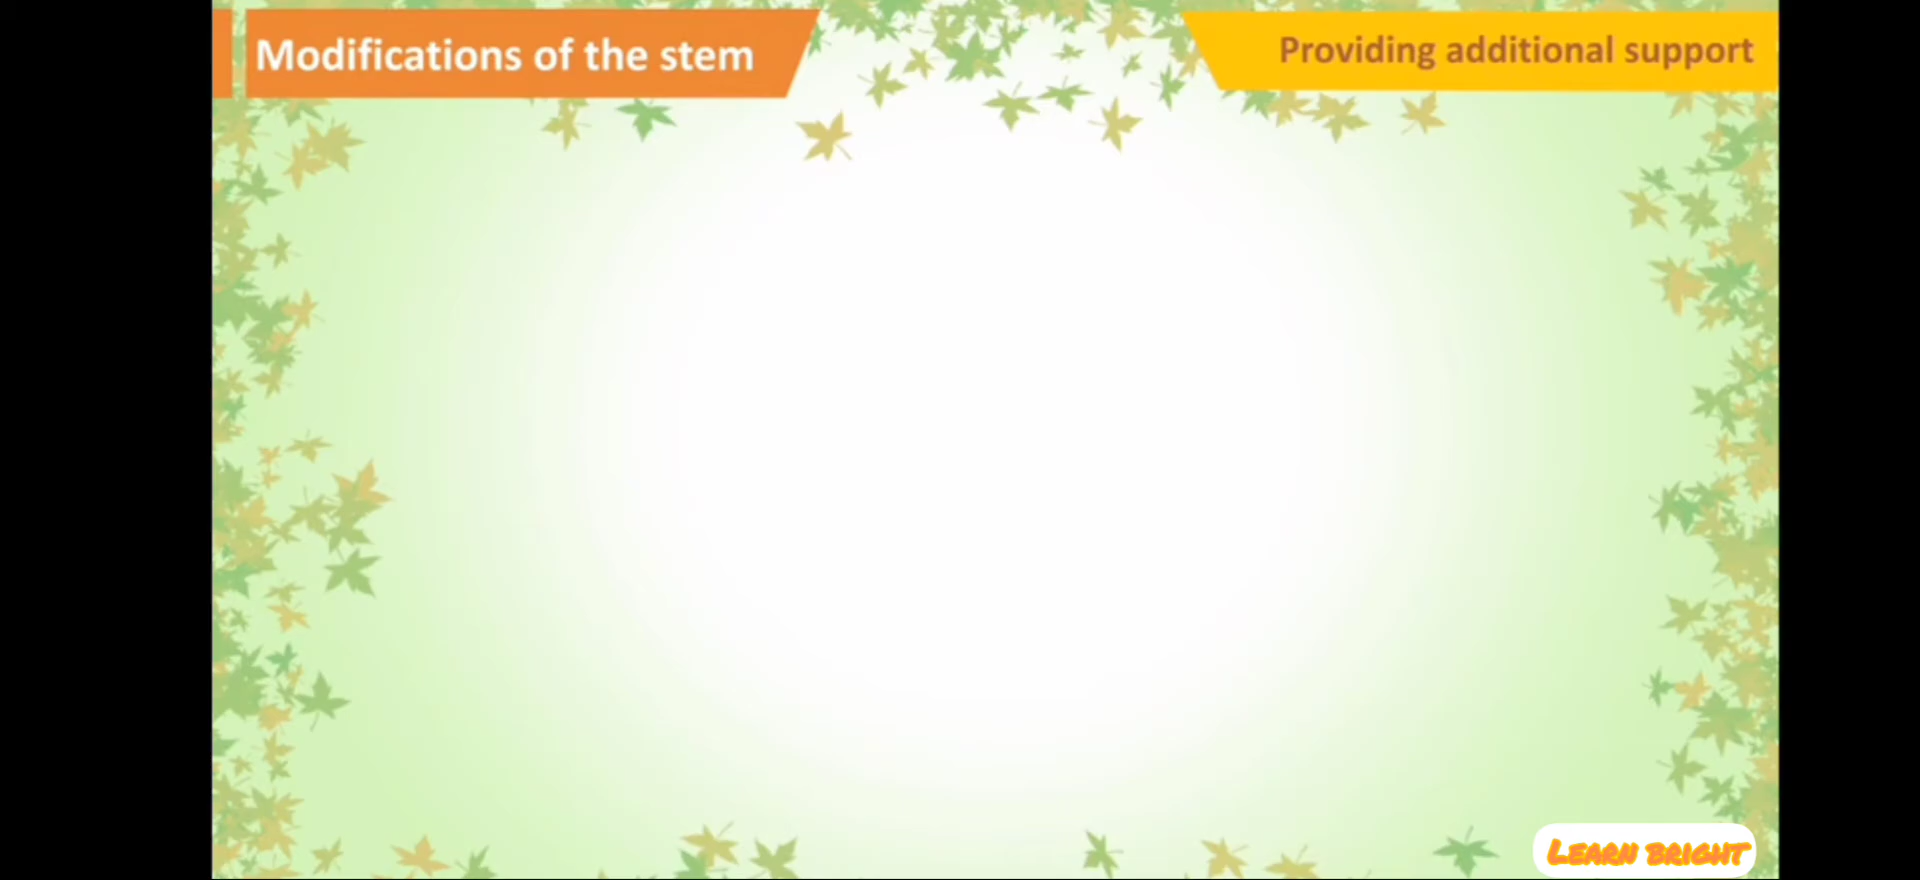 Modifications of the stem
Providing additional support
LEARN BRIGHT